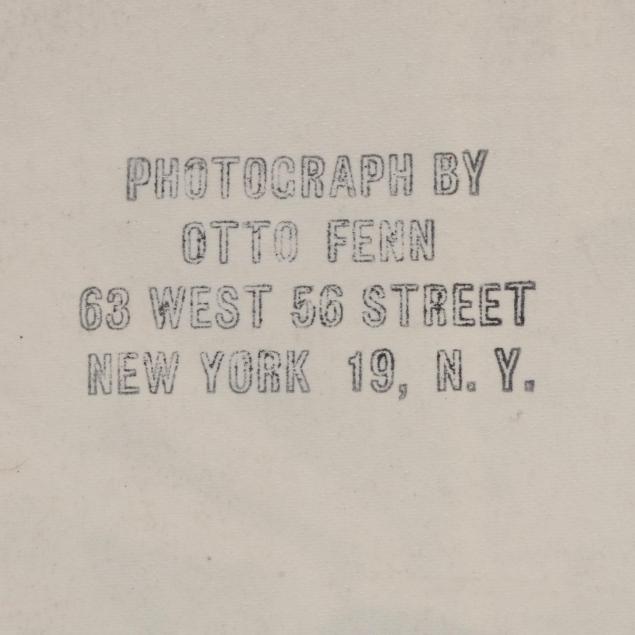 PHOTOGRAPH BY
OTTO FENN
63 WEST 56 STREET
NEW YORK 19, N. Y.